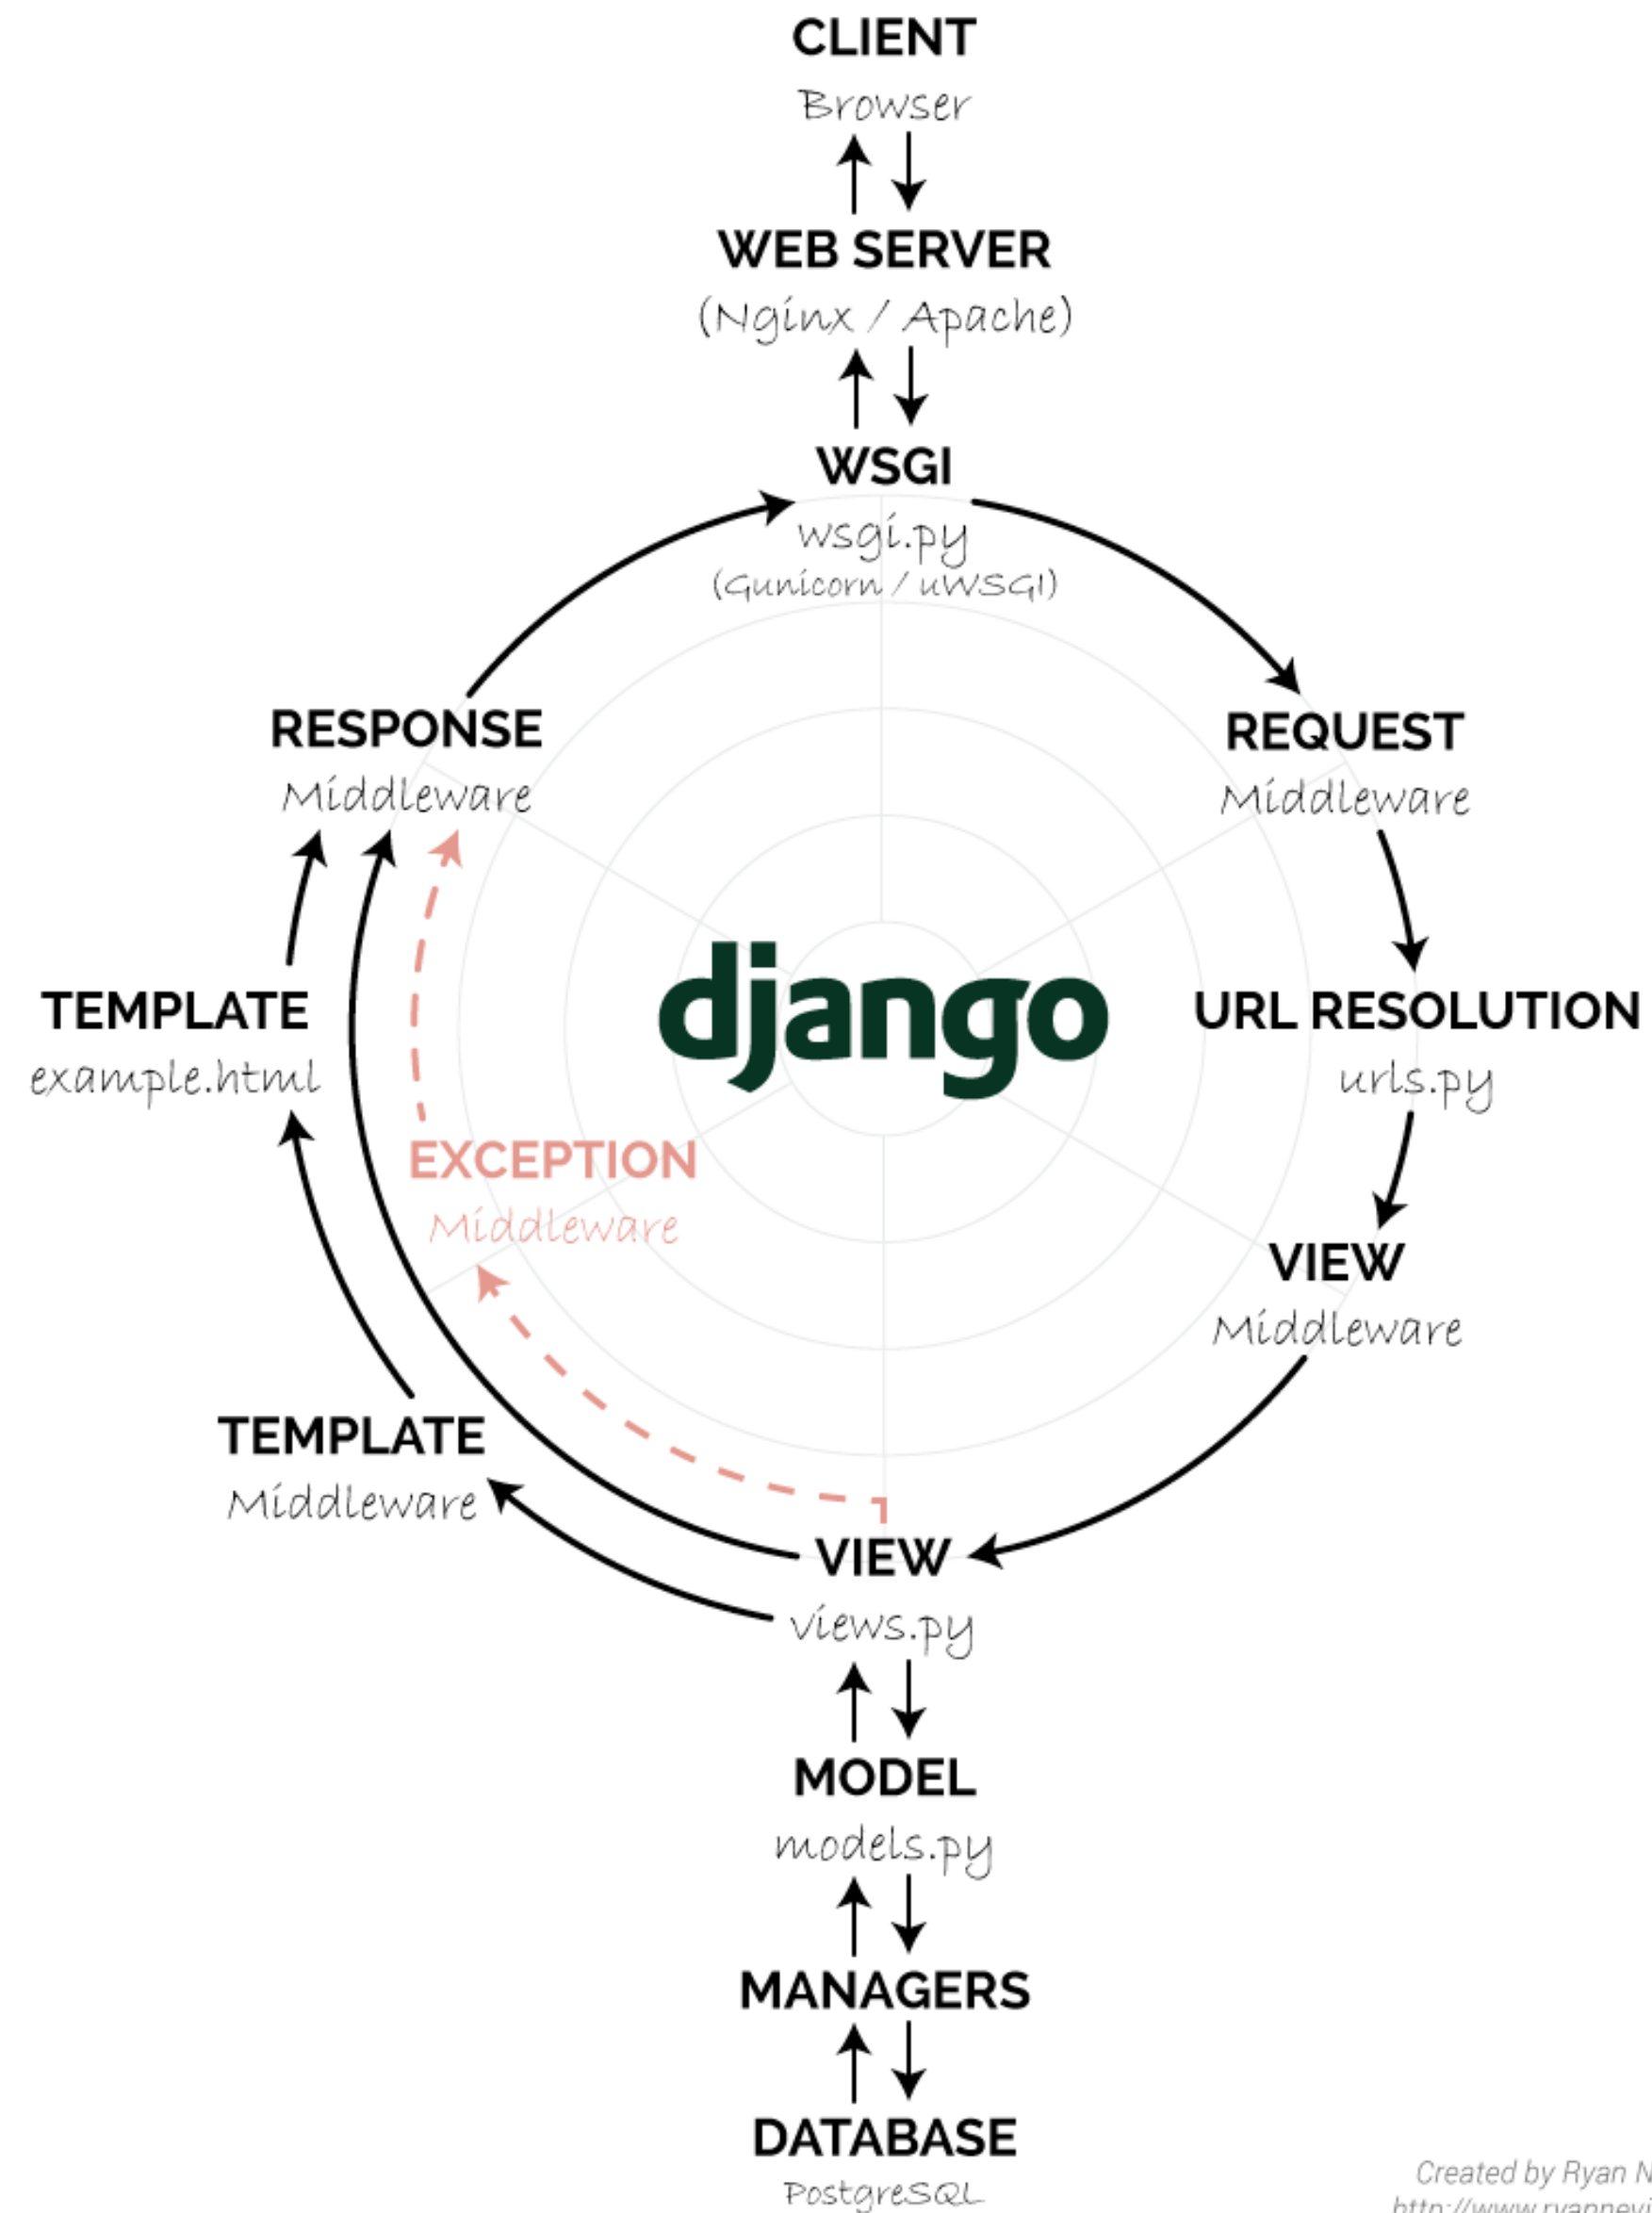 CLIENT
Browser
WEB SERVER
(Nginx / Apache)
WSGI
wsgi.py
(Gunicorn / uWSGI)
RESPONSE
Middleware
REQUEST
Middleware
TEMPLATE
example.html
django
URL RESOLUTION
urls.py
EXCEPTION
Middleware
VIEW
Middleware
TEMPLATE
Middleware
VIEW
views.py
MODEL
models.py
MANAGERS
DATABASE
PostgreSQL
Created by Ryan